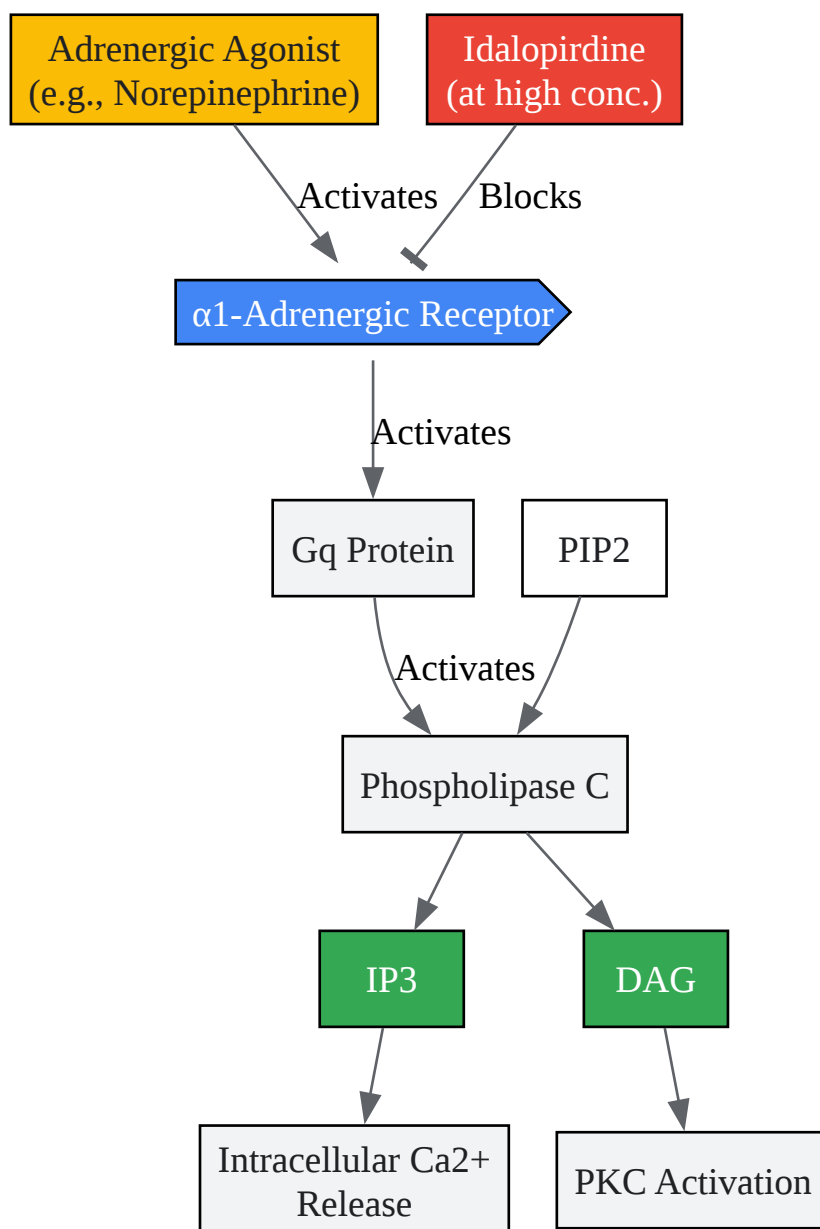 Adrenergic Agonist
(e.g., Norepinephrine)
Idalopirdine
(at high conc.)
Activates
Blocks
α1-Adrenergic Receptor
Activates
Gq Protein
PIP2
Activates
Phospholipase C
IP3
DAG
Intracellular Ca2+
Release
PKC Activation